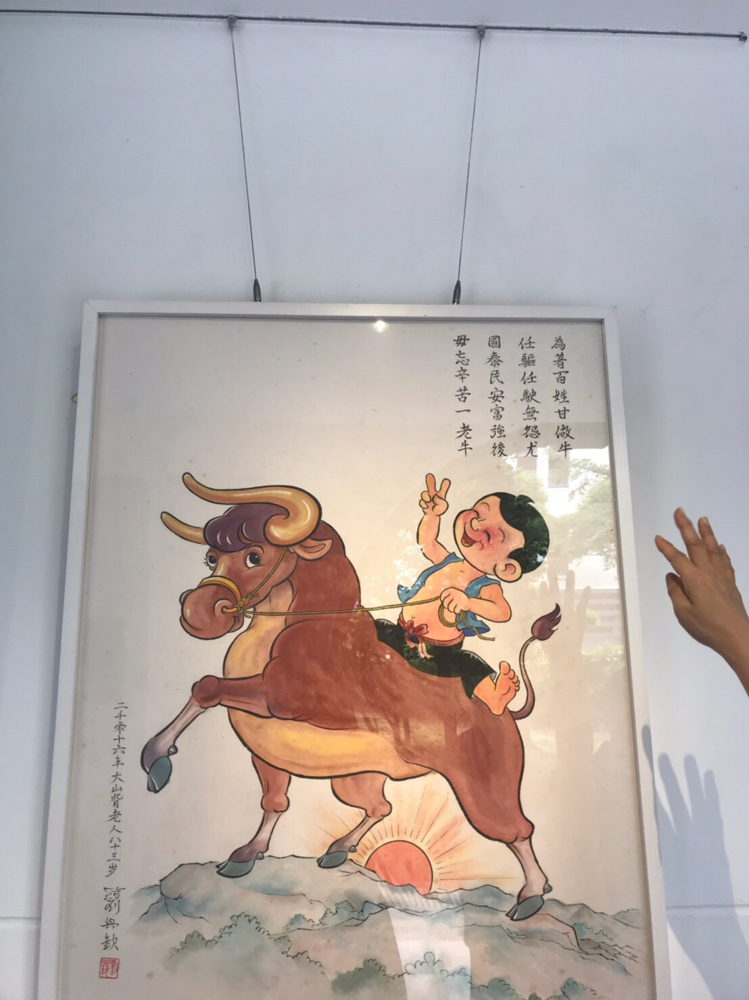 為著百姓甘做牛
任驅任駛無怨尤
國泰民安富強後
毋忘辛苦一老牛
二千零十六年大山背老人八十三岁
劉興欽